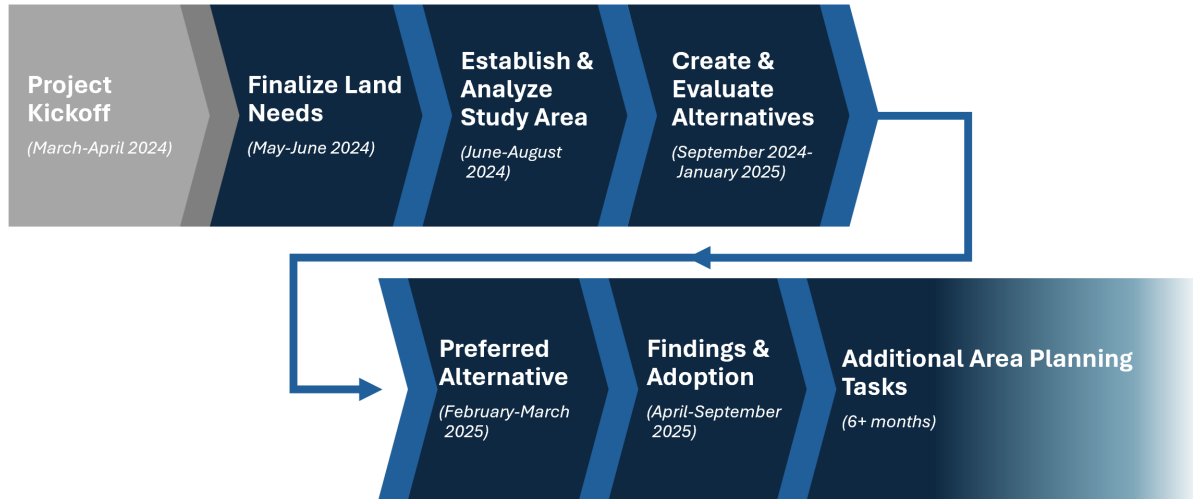 Project
Kickoff
(March-April 2024)
Finalize Land
Needs
(May-June 2024)
Establish &
Analyze
Study Area
(June-August
2024)
Create &
Evaluate
Alternatives
(September 2024-
January 2025)
Preferred
Alternative
(February-March
2025)
Findings &
Adoption
(April-September
2025)
Additional Area Planning
Tasks
(6+ months)